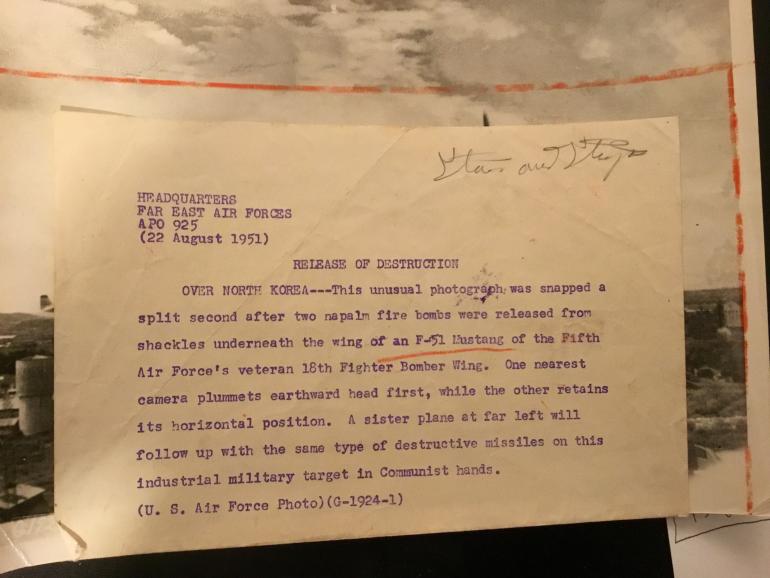 Stars and Stripes
HEADQUARTERS
FAR EAST AIR FORCES
APO 925
(22 August 1951)
RELEASE OF DESTRUCTION
OVER NORTH KOREA---This unusual photograph was snapped a
split second after two napalm fire bombs were released from
shackles underneath the wing of an F-51 Mustang of the Fifth
Air Force's veteran 18th Fighter Bomber Wing. One nearest
camera plummets earthward head first, while the other retains
its horizontal position. A sister plane at far left will
follow up with the same type of destructive missiles on this
industrial military target in Communist hands.
(U. S. Air Force Photo)(G-1924-1)